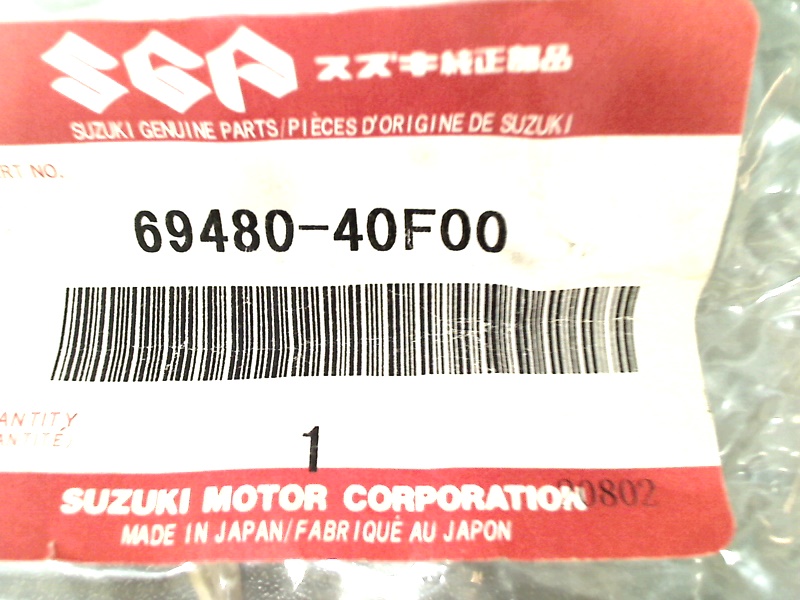 SGP スズキ純正部品
SUZUKI GENUINE PARTS/PIÈCES D'ORIGINE DE SUZUKI
RT NO.
69480-40F00
ANTITY
ANTITÉ
1
SUZUKI MOTOR CORPORATION
0802
MADE IN JAPAN/FABRIQUÉ AU JAPON